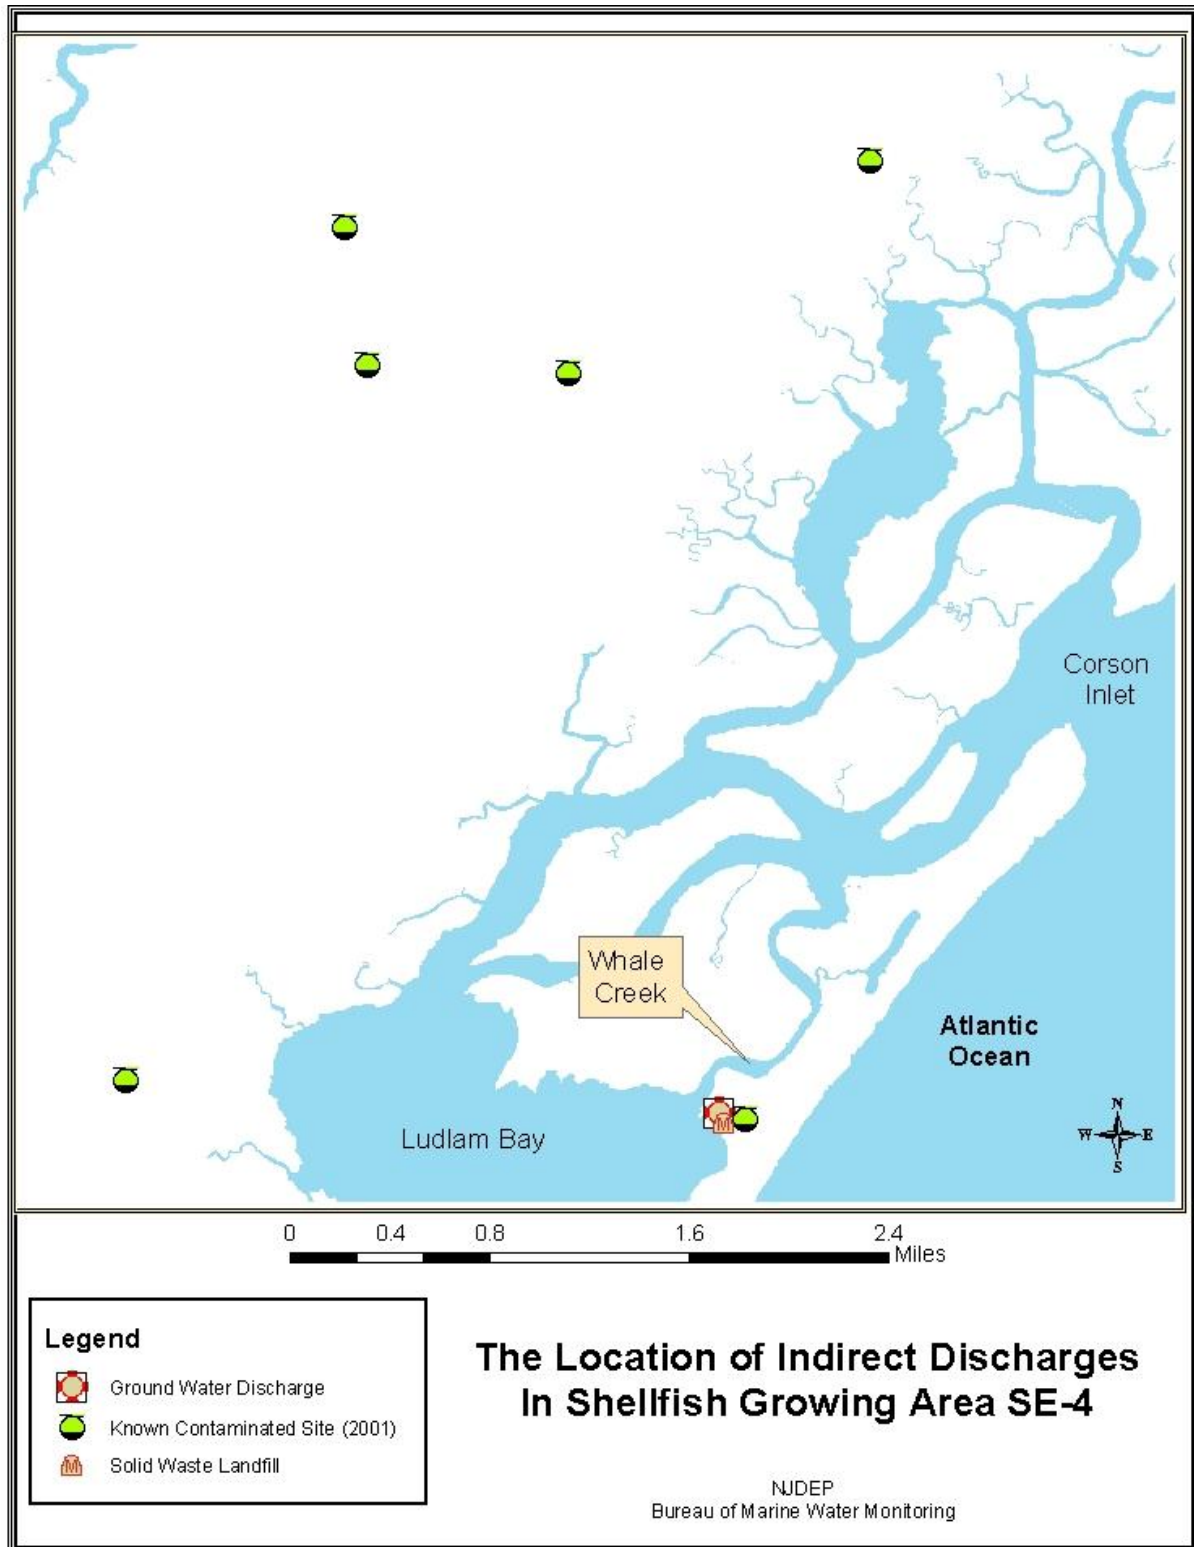 Corson
Inlet
Whale
Creek
Atlantic
Ocean
Ludlam Bay
N
W E
S
M
0 0.4 0.8 1.6 2.4
Miles
Legend
Ground Water Discharge
Known Contaminated Site (2001)
M Solid Waste Landfill
The Location of Indirect Discharges
In Shellfish Growing Area SE-4
NJDEP
Bureau of Marine Water Monitoring